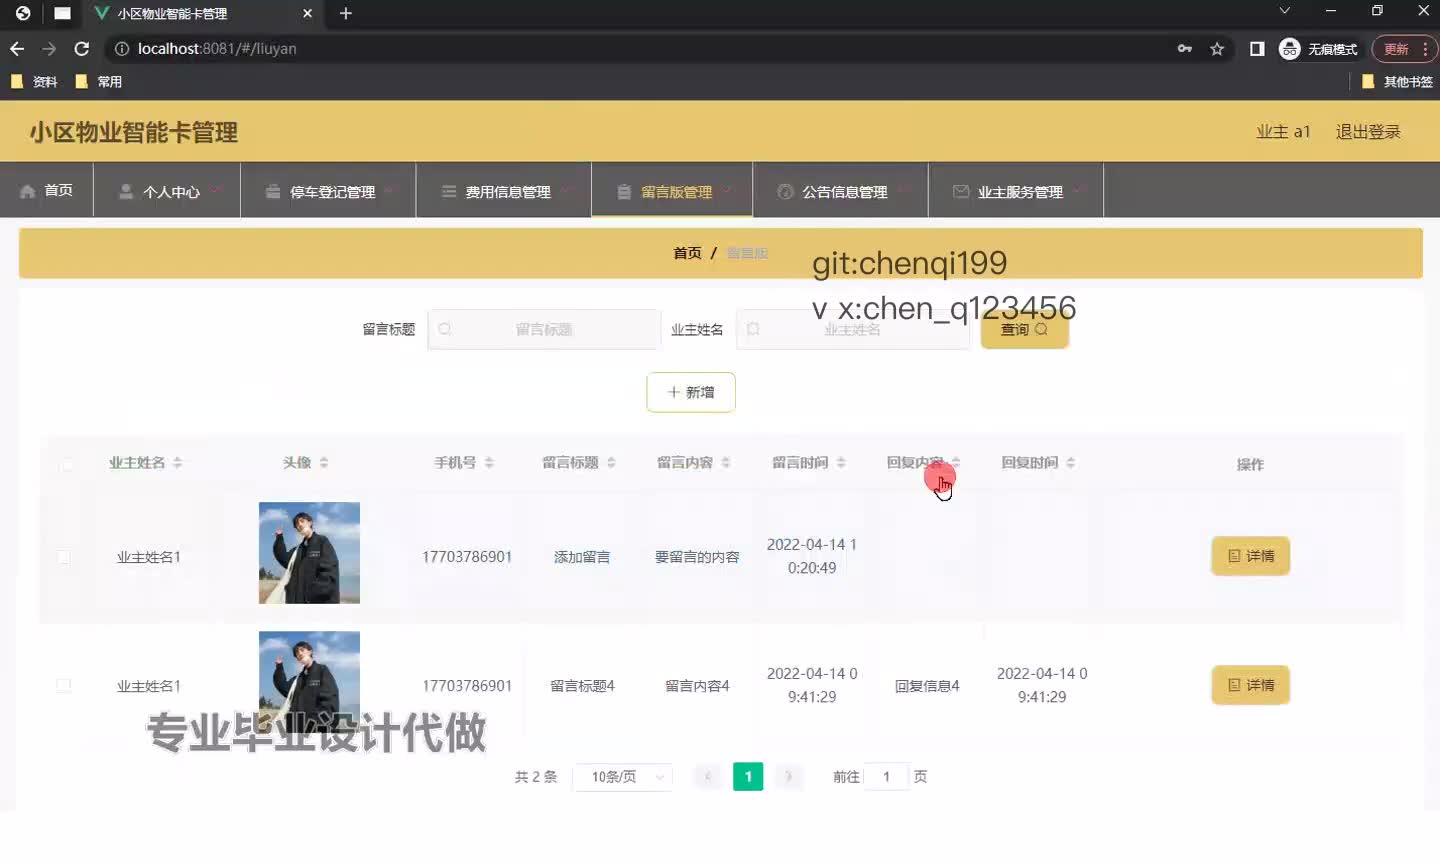 小区物业智能卡管理
localhost:8081/#/liuyan
无痕模式
更新
资料
常用
其他书签
小区物业智能卡管理
业主 a1
退出登录
首页
个人中心
停车登记管理
费用信息管理
留言版管理
公告信息管理
业主服务管理
首页 / 留言版
git:chenqi199
v x:chen_q123456
留言标题
留言标题
业主姓名
业主姓名
查询
新增
业主姓名
头像
手机号
留言标题
留言内容
留言时间
回复内容
回复时间
操作
业主姓名1
17703786901
添加留言
要留言的内容
2022-04-14 1
0:20:49
详情
业主姓名1
17703786901
留言标题4
留言内容4
2022-04-14 0
9:41:29
回复信息4
2022-04-14 0
9:41:29
详情
专业毕业设计代做
共 2 条
10条/页
1
前往
1
页